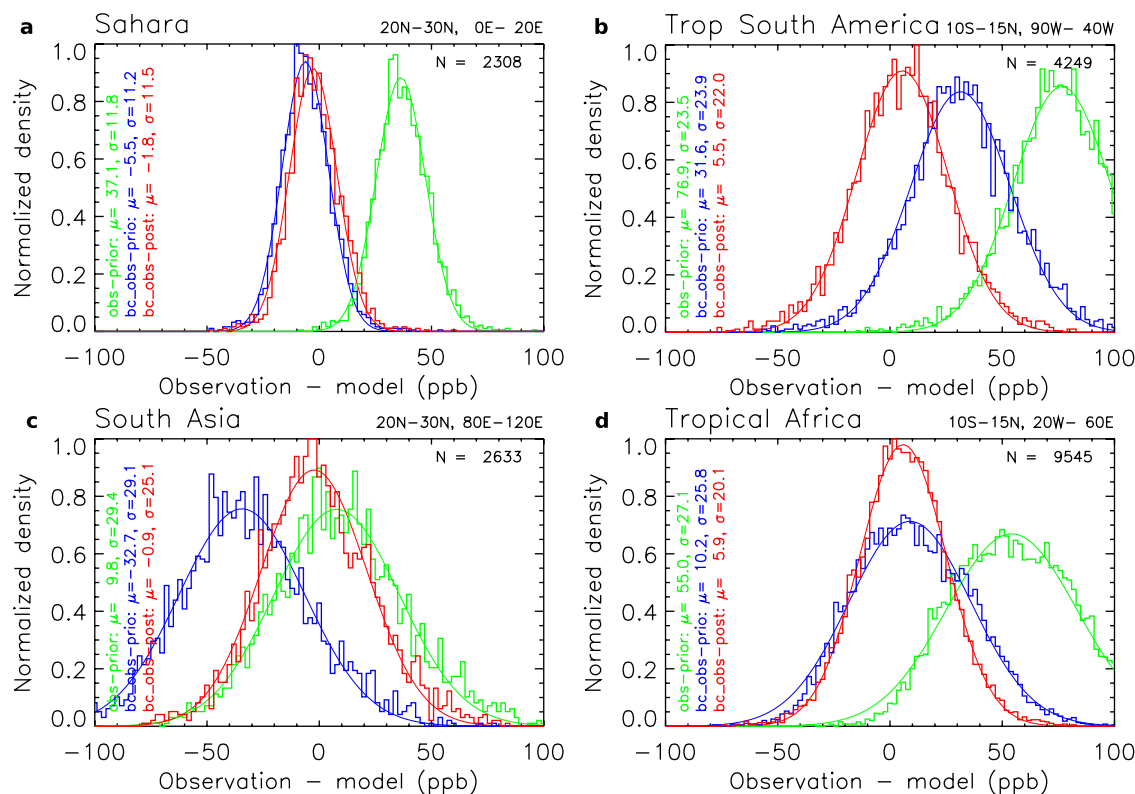 a Sahara 20N−30N, 0E− 20E
N = 2308
1.0
0.8
0.6
0.4
0.2
0.0
Normalized density
obs−prior: μ= 37.1, σ=11.8
bc_obs−prio: μ= −5.5, σ=11.2
bc_obs−post: μ= −1.8, σ=11.5
−100 −50 0 50 100
Observation − model (ppb)
b Trop South America 10S−15N, 90W− 40W
N = 4249
1.0
0.8
0.6
0.4
0.2
0.0
Normalized density
obs−prior: μ= 76.9, σ=23.5
bc_obs−prio: μ= 31.6, σ=23.9
bc_obs−post: μ= 5.5, σ=22.0
−100 −50 0 50 100
Observation − model (ppb)
c South Asia 20N−30N, 80E−120E
N = 2633
1.0
0.8
0.6
0.4
0.2
0.0
Normalized density
obs−prior: μ= 9.8, σ=29.4
bc_obs−prio: μ=−32.7, σ=29.1
bc_obs−post: μ= −0.9, σ=25.1
−100 −50 0 50 100
Observation − model (ppb)
d Tropical Africa 10S−15N, 20W− 60E
N = 9545
1.0
0.8
0.6
0.4
0.2
0.0
Normalized density
obs−prior: μ= 55.0, σ=27.1
bc_obs−prio: μ= 10.2, σ=25.8
bc_obs−post: μ= 5.9, σ=20.1
−100 −50 0 50 100
Observation − model (ppb)